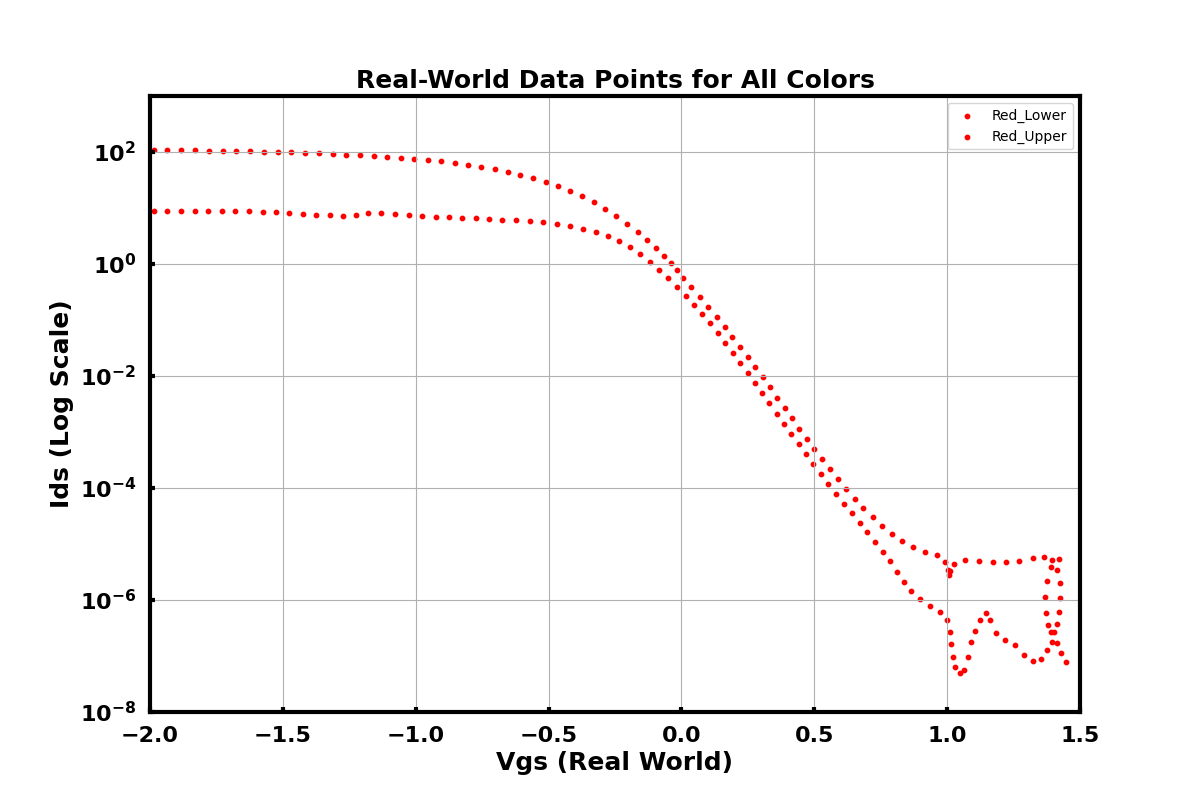 Real-World Data Points for All Colors
Red_Lower
Red_Upper
Ids (Log Scale)
10²
10⁰
10⁻²
10⁻⁴
10⁻⁶
10⁻⁸
−2.0 −1.5 −1.0 −0.5 0.0 0.5 1.0 1.5
Vgs (Real World)